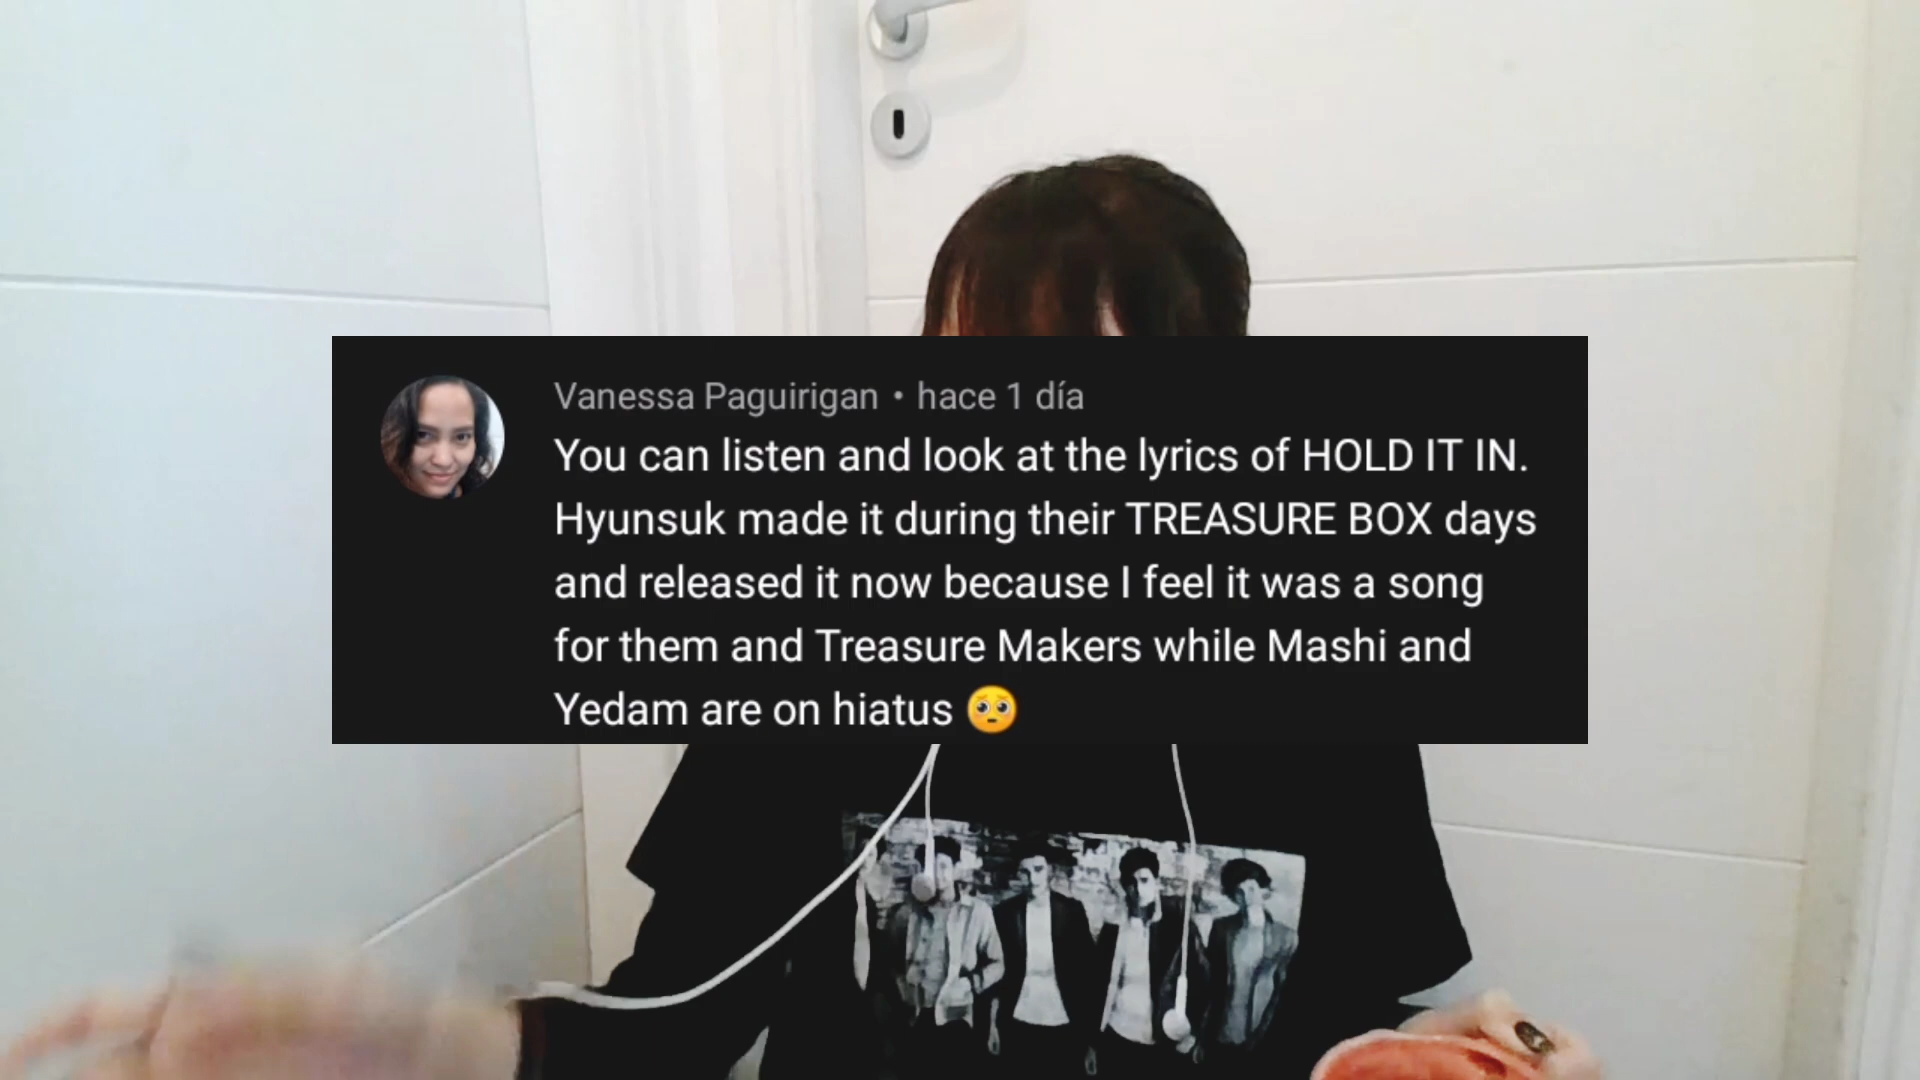 Vanessa Paguirigan • hace 1 día
You can listen and look at the lyrics of HOLD IT IN.
Hyunsuk made it during their TREASURE BOX days
and released it now because I feel it was a song
for them and Treasure Makers while Mashi and
Yedam are on hiatus 🥺